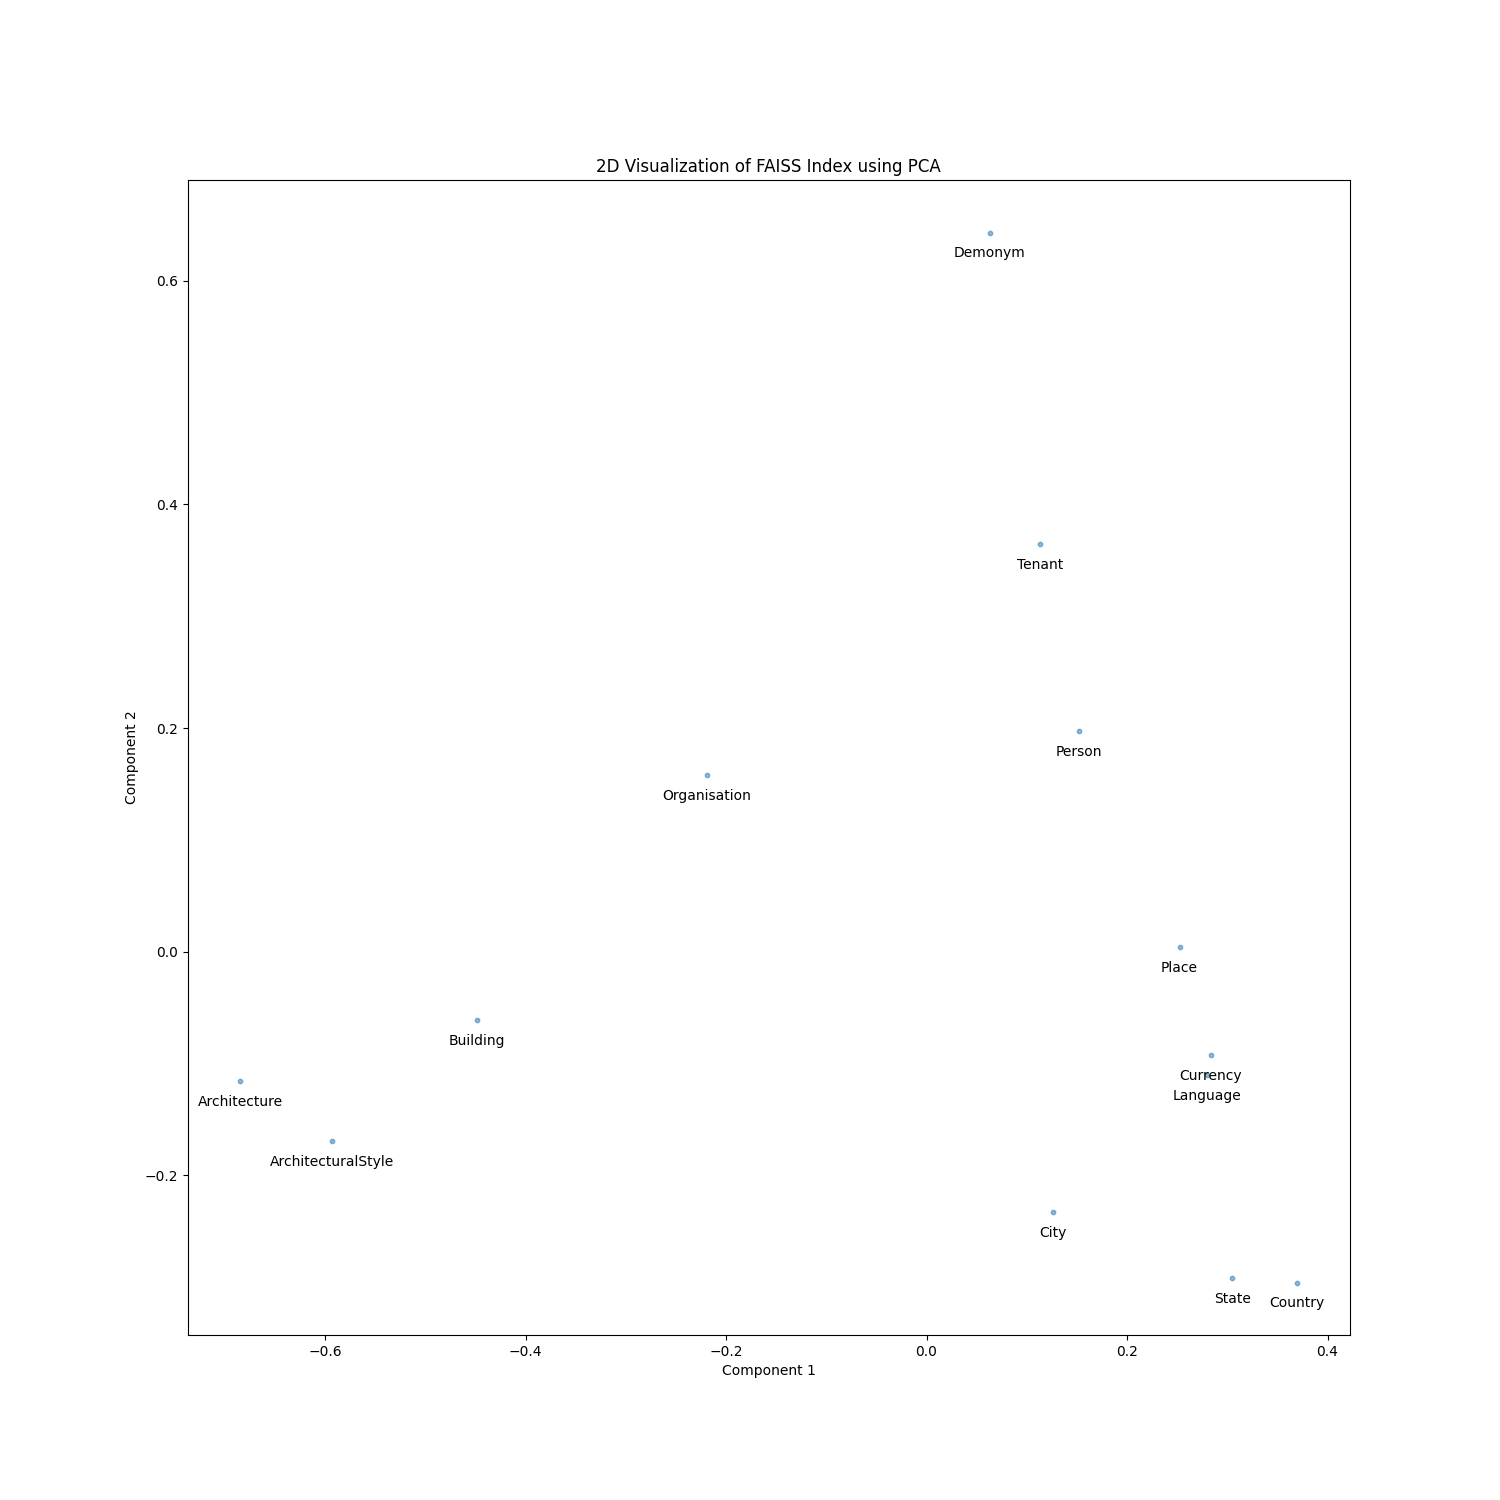 2D Visualization of FAISS Index using PCA
Demonym
0.6
0.4
Tenant
0.2
Person
Component 2
Organisation
0.0
Place
Building
Currency
Language
Architecture
ArchitecturalStyle
−0.2
City
State
Country
−0.6
−0.4
−0.2
0.0
0.2
0.4
Component 1